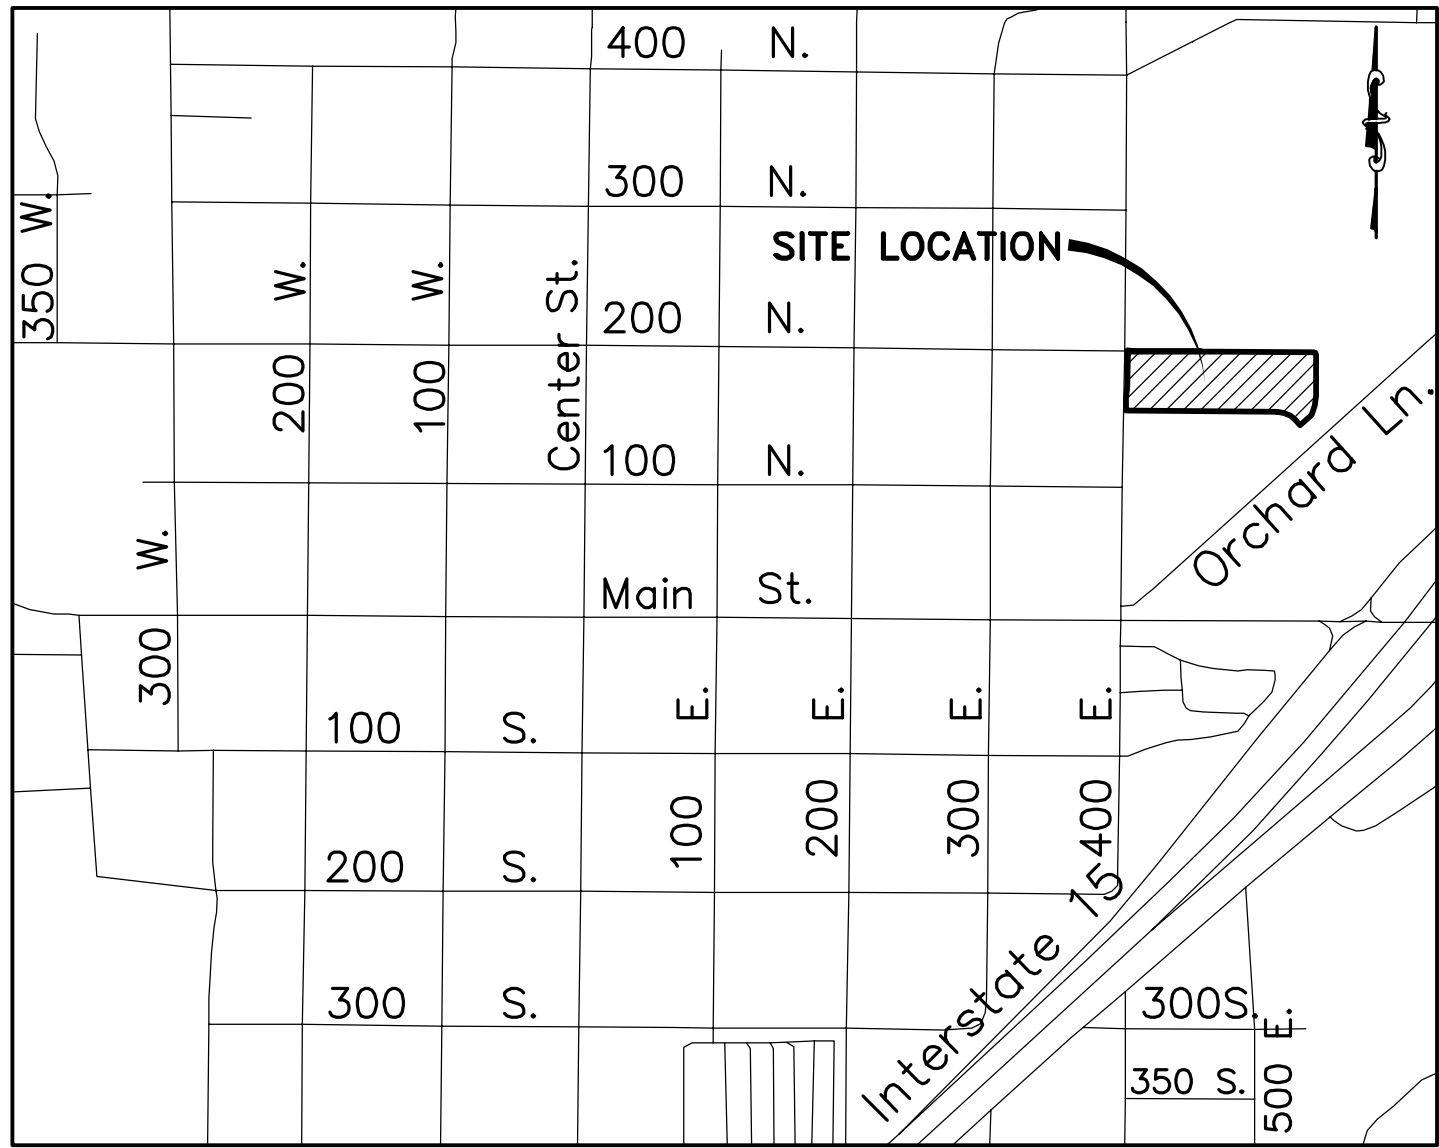 400 N.
300 N.
350 W.
SITE LOCATION
200 W.
100 W.
Center St.
200 N.
Orchard Ln.
100 N.
300 W.
Main St.
100 S.
100 E.
200 E.
300 E.
400 E.
200 S.
Interstate 15
300 S.
300S.
350 S.
500 E.